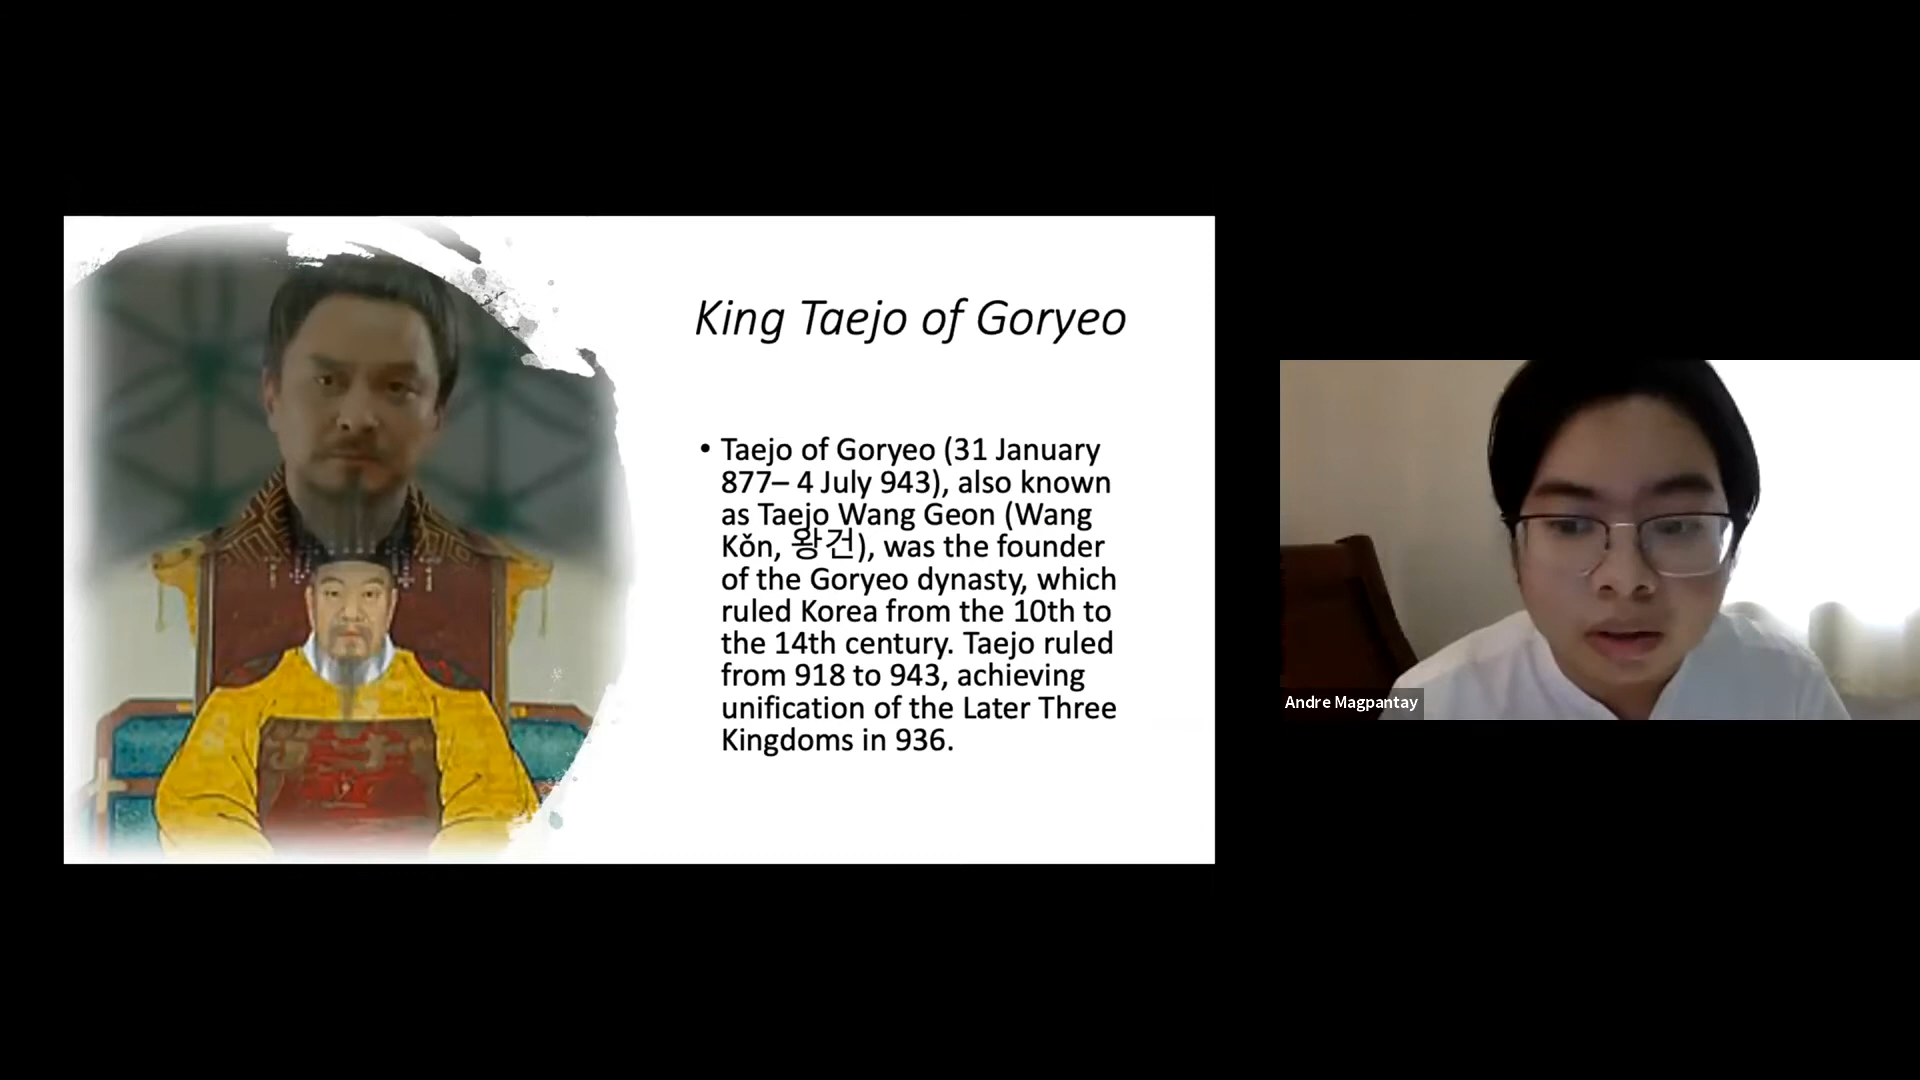 King Taejo of Goryeo
• Taejo of Goryeo (31 January
877– 4 July 943), also known
as Taejo Wang Geon (Wang
Kǒn, 왕건), was the founder
of the Goryeo dynasty, which
ruled Korea from the 10th to
the 14th century. Taejo ruled
from 918 to 943, achieving
unification of the Later Three
Kingdoms in 936.
Andre Magpantay